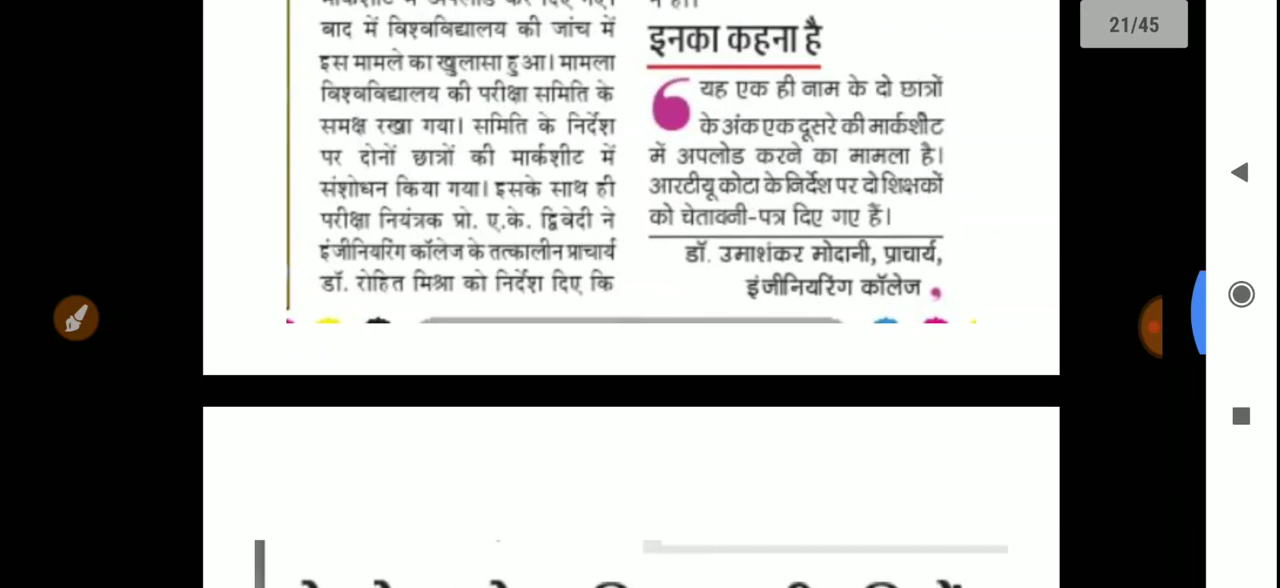 बाद में विश्वविद्यालय की जांच में
इस मामले का खुलासा हुआ। मामला
विश्वविद्यालय की परीक्षा समिति के
समक्ष रखा गया। समिति के निर्देश
पर दोनों छात्रों की मार्कशीट में
संशोधन किया गया। इसके साथ ही
परीक्षा नियंत्रक प्रो. ए.के. द्विबेदी ने
इंजीनियरिंग कॉलेज के तत्कालीन प्राचार्य
डॉ. रोहित मिश्रा को निर्देश दिए कि
इनका कहना है
यह एक ही नाम के दो छात्रों
के अंक एक दूसरे की मार्कशीट
में अपलोड करने का मामला है।
आरटीयू कोटा के निर्देश पर दो शिक्षकों
को चेतावनी-पत्र दिए गए हैं।
डॉ. उमाशंकर मोदानी, प्राचार्य,
इंजीनियरिंग कॉलेज
21/45